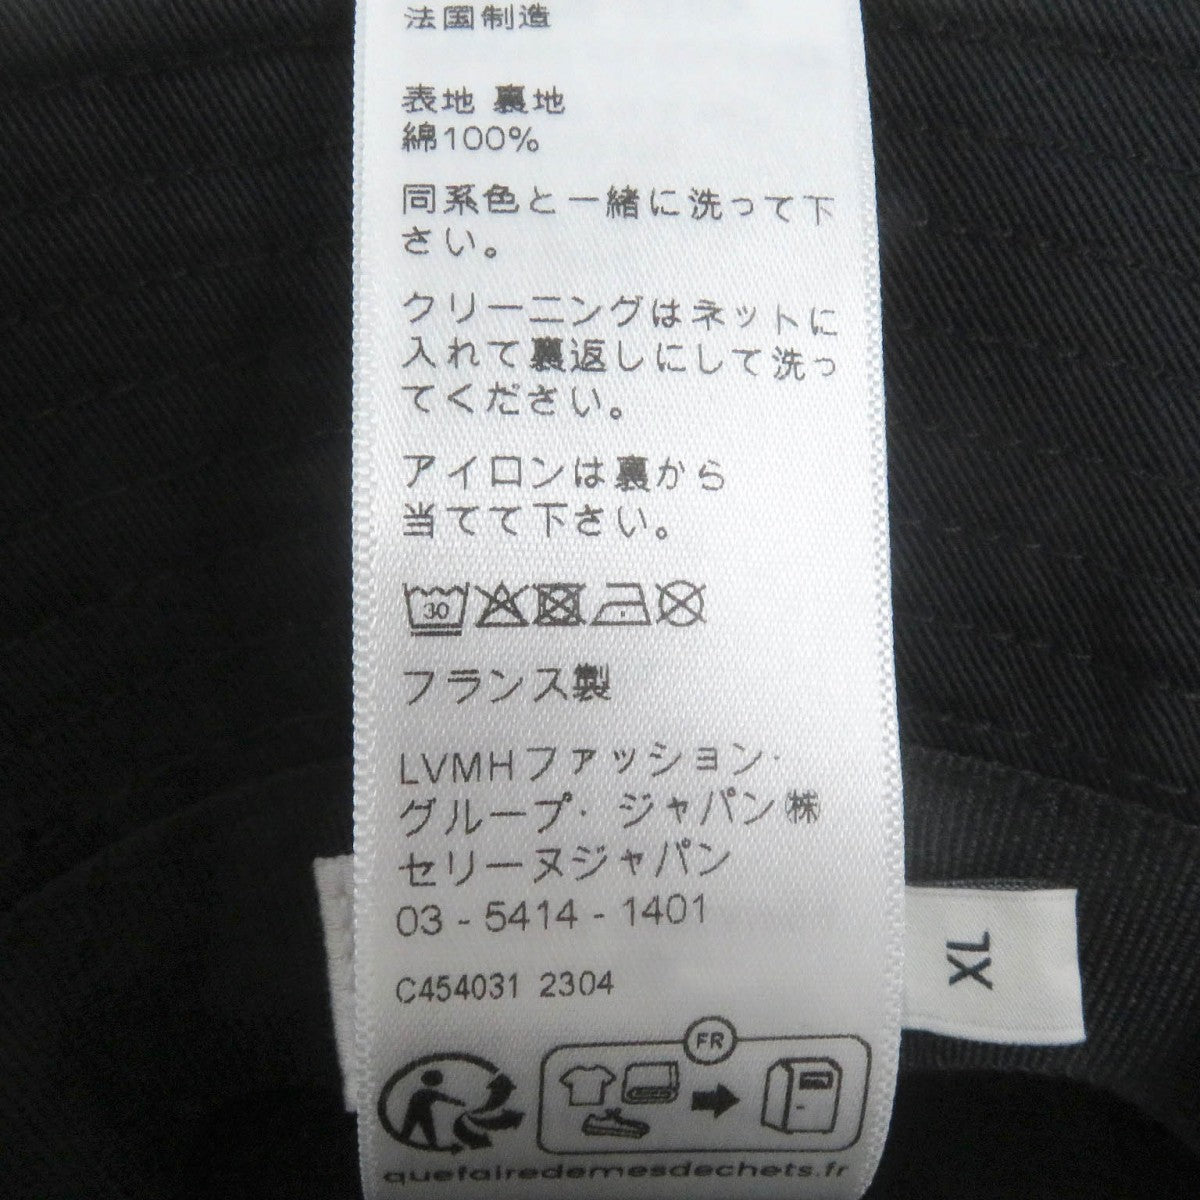 法国制造
表地 裏地
綿100%
同系色と一緒に洗って下
さい。
クリーニングはネットに
入れて裏返しにして洗っ
てください。
アイロンは裏から
当てて下さい。
30
フランス製
LVMHファッション・
グループ・ジャパン㈱
セリーヌジャパン
03 - 5414 - 1401
C454031 2304
XL
FR
quefairedemesdechets.fr